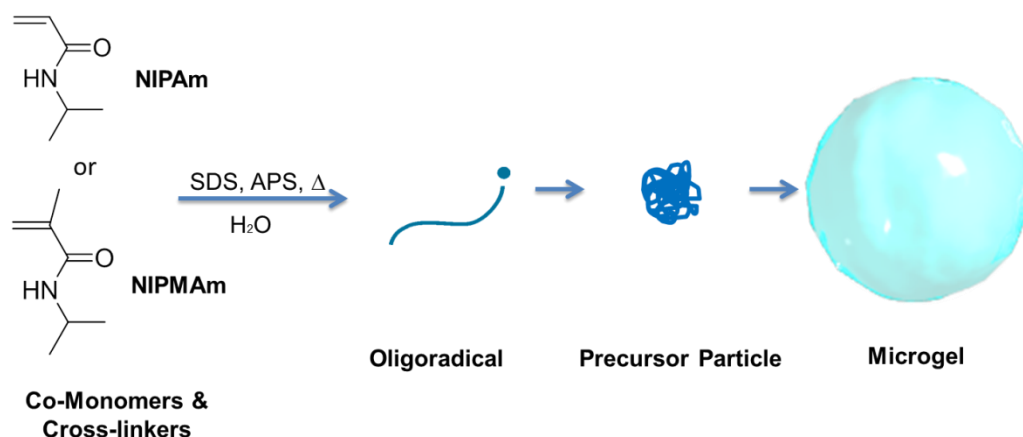 O
HN
NIPAm
or
SDS, APS, Δ
H₂O
O
HN
NIPMAm
Oligoradical
Precursor Particle
Microgel
Co-Monomers &
Cross-linkers